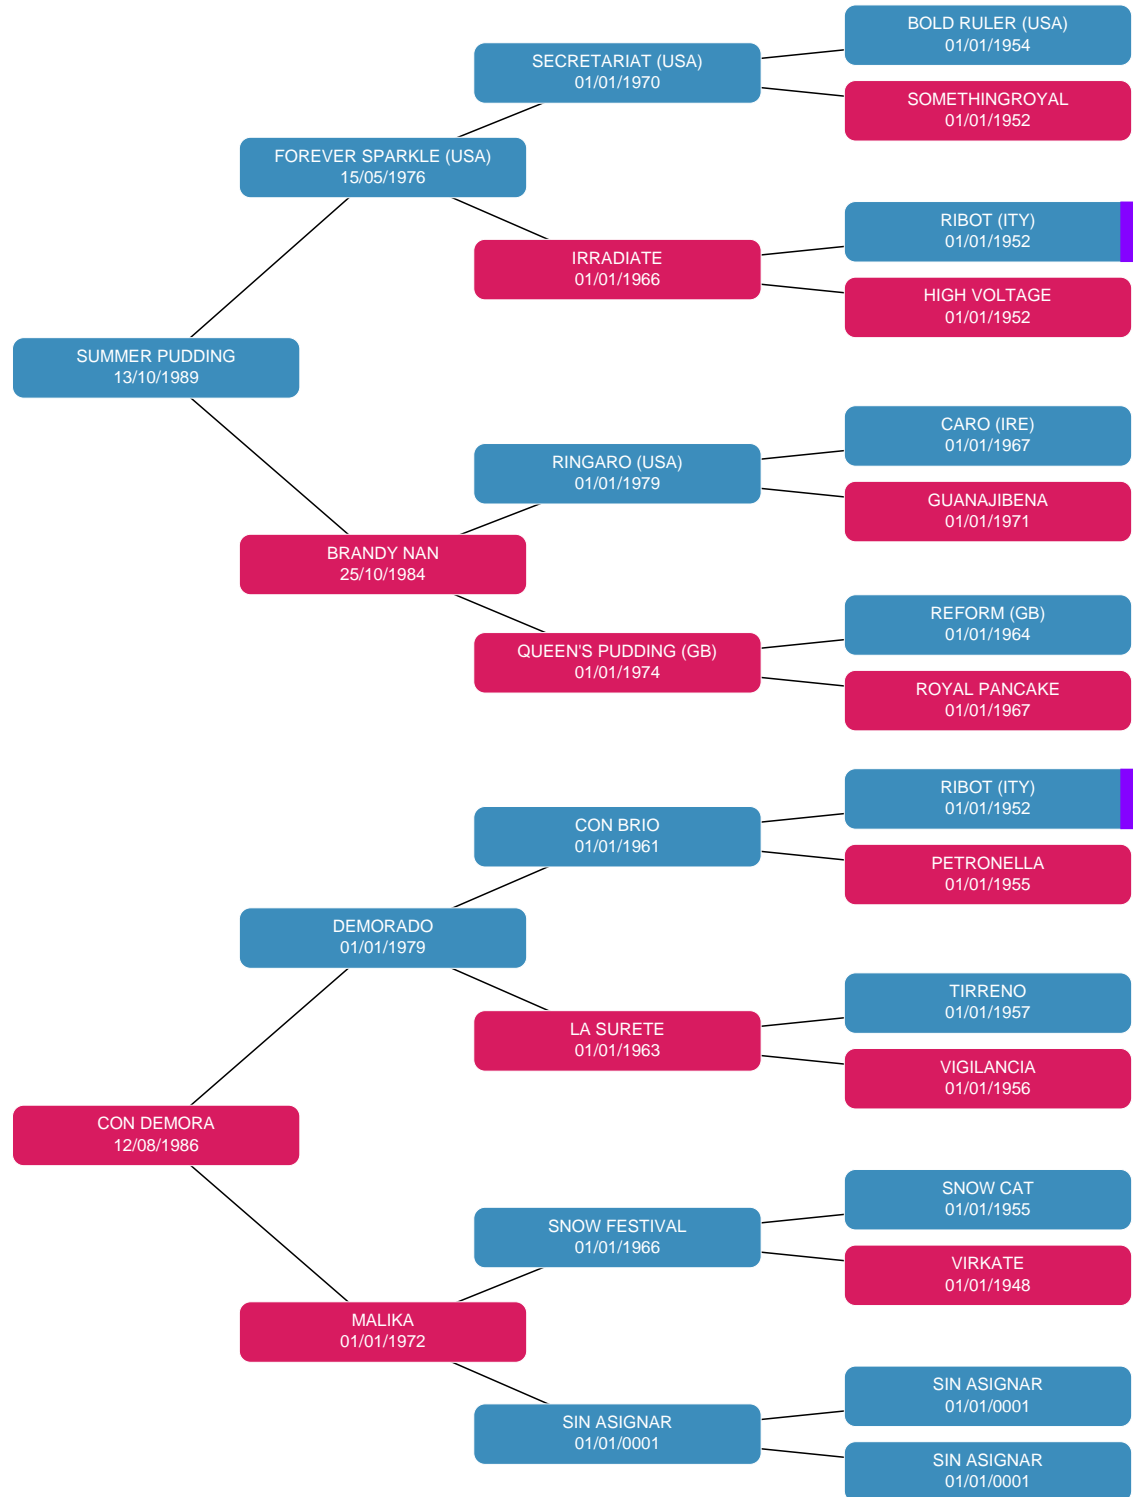 BOLD RULER (USA)
01/01/1954
SECRETARIAT (USA)
01/01/1970
SOMETHINGROYAL
01/01/1952
FOREVER SPARKLE (USA)
15/05/1976
RIBOT (ITY)
01/01/1952
IRRADIATE
01/01/1966
HIGH VOLTAGE
01/01/1952
SUMMER PUDDING
13/10/1989
CARO (IRE)
01/01/1967
RINGARO (USA)
01/01/1979
GUANAJIBENA
01/01/1971
BRANDY NAN
25/10/1984
REFORM (GB)
01/01/1964
QUEEN'S PUDDING (GB)
01/01/1974
ROYAL PANCAKE
01/01/1967
RIBOT (ITY)
01/01/1952
CON BRIO
01/01/1961
PETRONELLA
01/01/1955
DEMORADO
01/01/1979
TIRRENO
01/01/1957
LA SURETE
01/01/1963
VIGILANCIA
01/01/1956
CON DEMORA
12/08/1986
SNOW CAT
01/01/1955
SNOW FESTIVAL
01/01/1966
VIRKATE
01/01/1948
MALIKA
01/01/1972
SIN ASIGNAR
01/01/0001
SIN ASIGNAR
01/01/0001
SIN ASIGNAR
01/01/0001